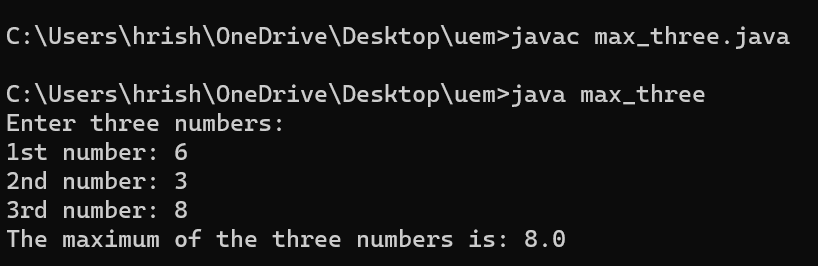 C:\Users\hrish\OneDrive\Desktop\uem>javac max_three.java
C:\Users\hrish\OneDrive\Desktop\uem>java max_three
Enter three numbers:
1st number: 6
2nd number: 3
3rd number: 8
The maximum of the three numbers is: 8.0